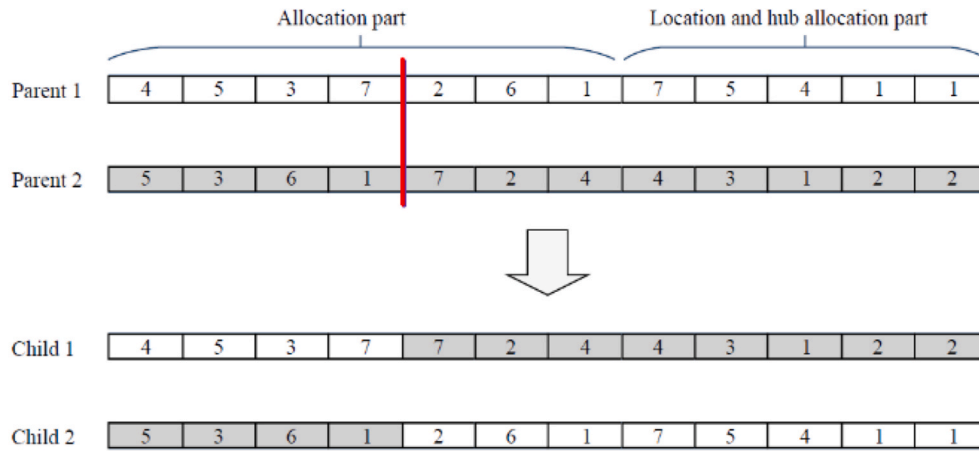 Allocation part Location and hub allocation part
Parent 1 4 5 3 7 2 6 1 7 5 4 1 1
Parent 2 5 3 6 1 7 2 4 4 3 1 2 2
Child 1 4 5 3 7 7 2 4 4 3 1 2 2
Child 2 5 3 6 1 2 6 1 7 5 4 1 1